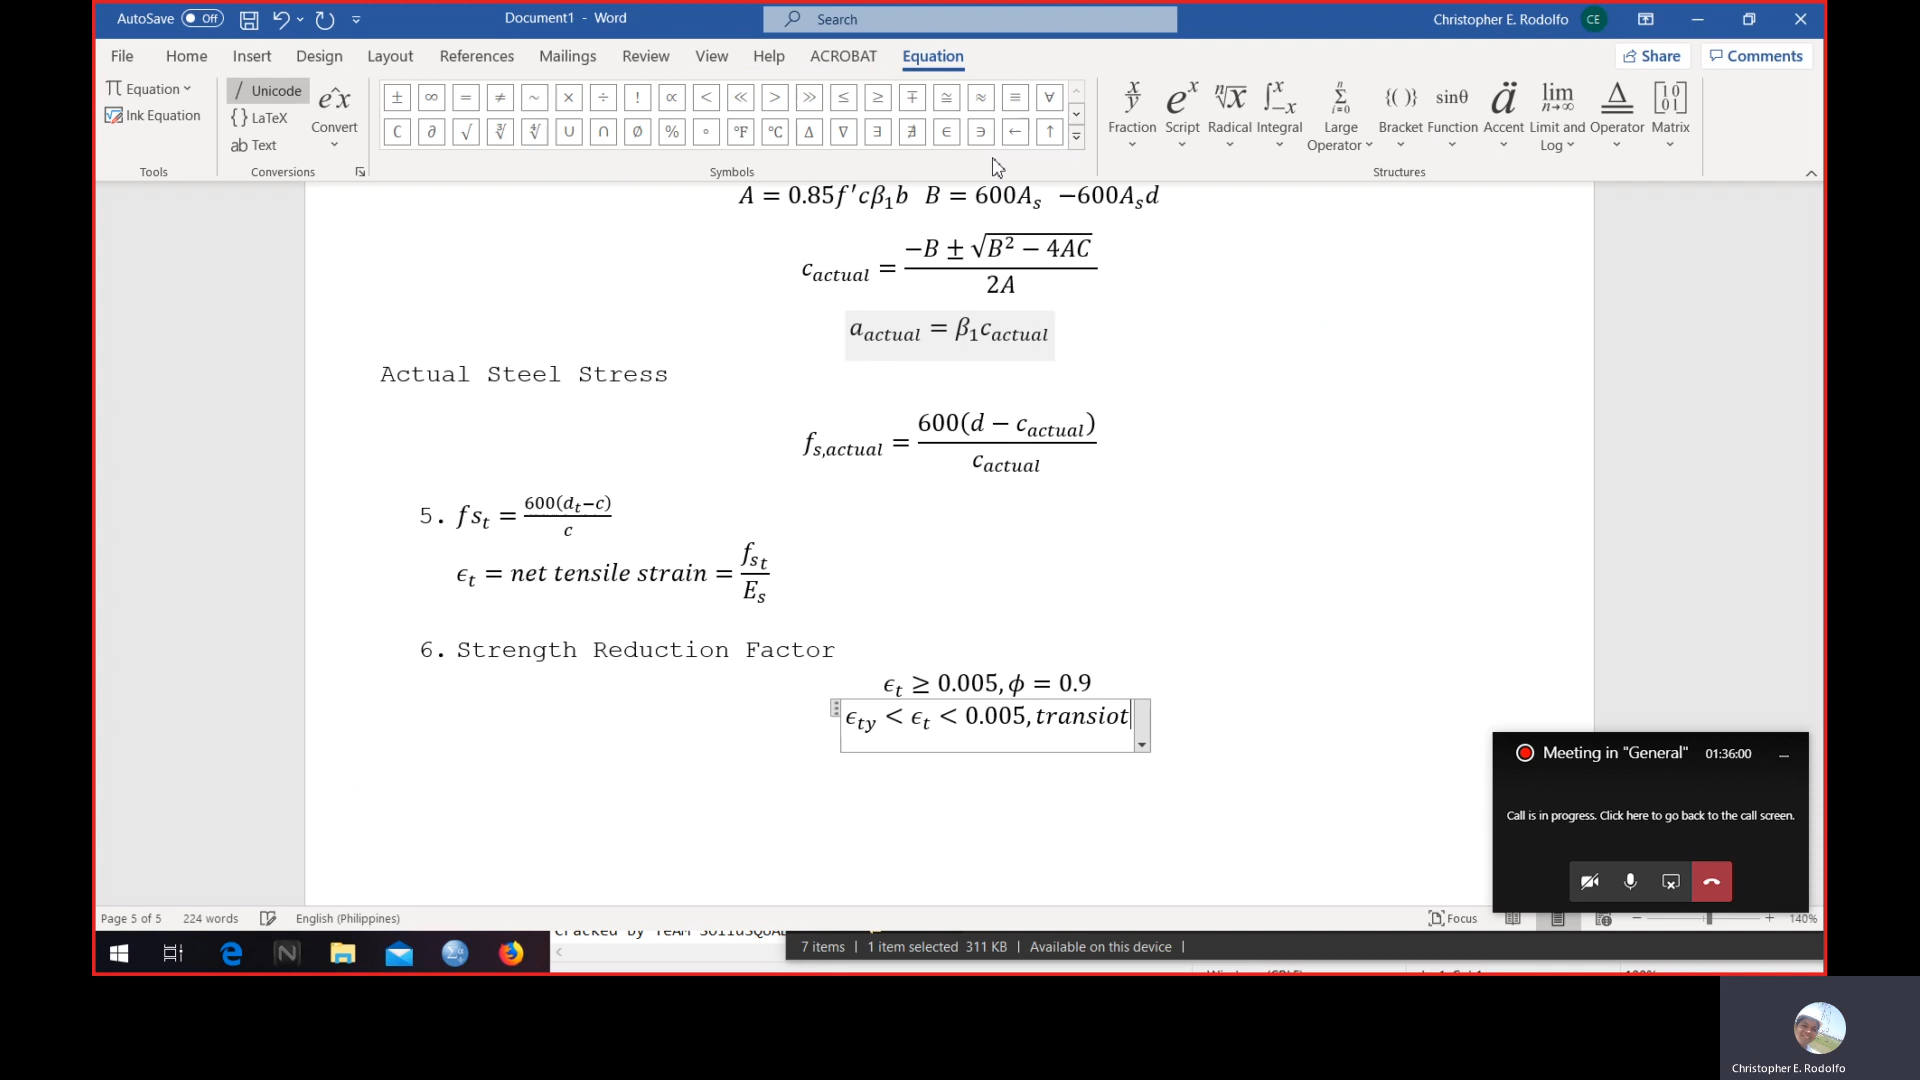 AutoSave Off Document1 - Word Search Christopher E. Rodolfo CE
File Home Insert Design Layout References Mailings Review View Help ACROBAT Equation Share Comments
π Equation Unicode ± ∞ = ≠ ~ × ÷ ! ∝ < ≪ > ≫ ≤ ≥ ∓ ≅ ≈ ≡ ∀
Ink Equation {} LaTeX Convert ∁ ∂ √ ∛ ∜ ∪ ∩ ∅ % ° °F °C ∆ ∇ ∃ ∄ ∈ ∋ ← ↑
ab Text Fraction Script Radical Integral Large Operator Bracket Function Accent Limit and Log Operator Matrix
Tools Conversions Symbols Structures
A = 0.85f'cβ₁b B = 600Aₛ −600Aₛd
c_actual = (−B ± √(B² − 4AC)) / 2A
a_actual = β₁c_actual
Actual Steel Stress
f_s,actual = 600(d − c_actual) / c_actual
5. fs_t = 600(d_t−c) / c
ϵ_t = net tensile strain = f_s_t / E_s
6. Strength Reduction Factor
ϵ_t ≥ 0.005, ϕ = 0.9
ϵ_ty < ϵ_t < 0.005, transiot
Meeting in "General" 01:36:00
Call is in progress. Click here to go back to the call screen.
Page 5 of 5 224 words English (Philippines) Focus 140%
7 items 1 item selected 311 KB Available on this device
Christopher E. Rodolfo